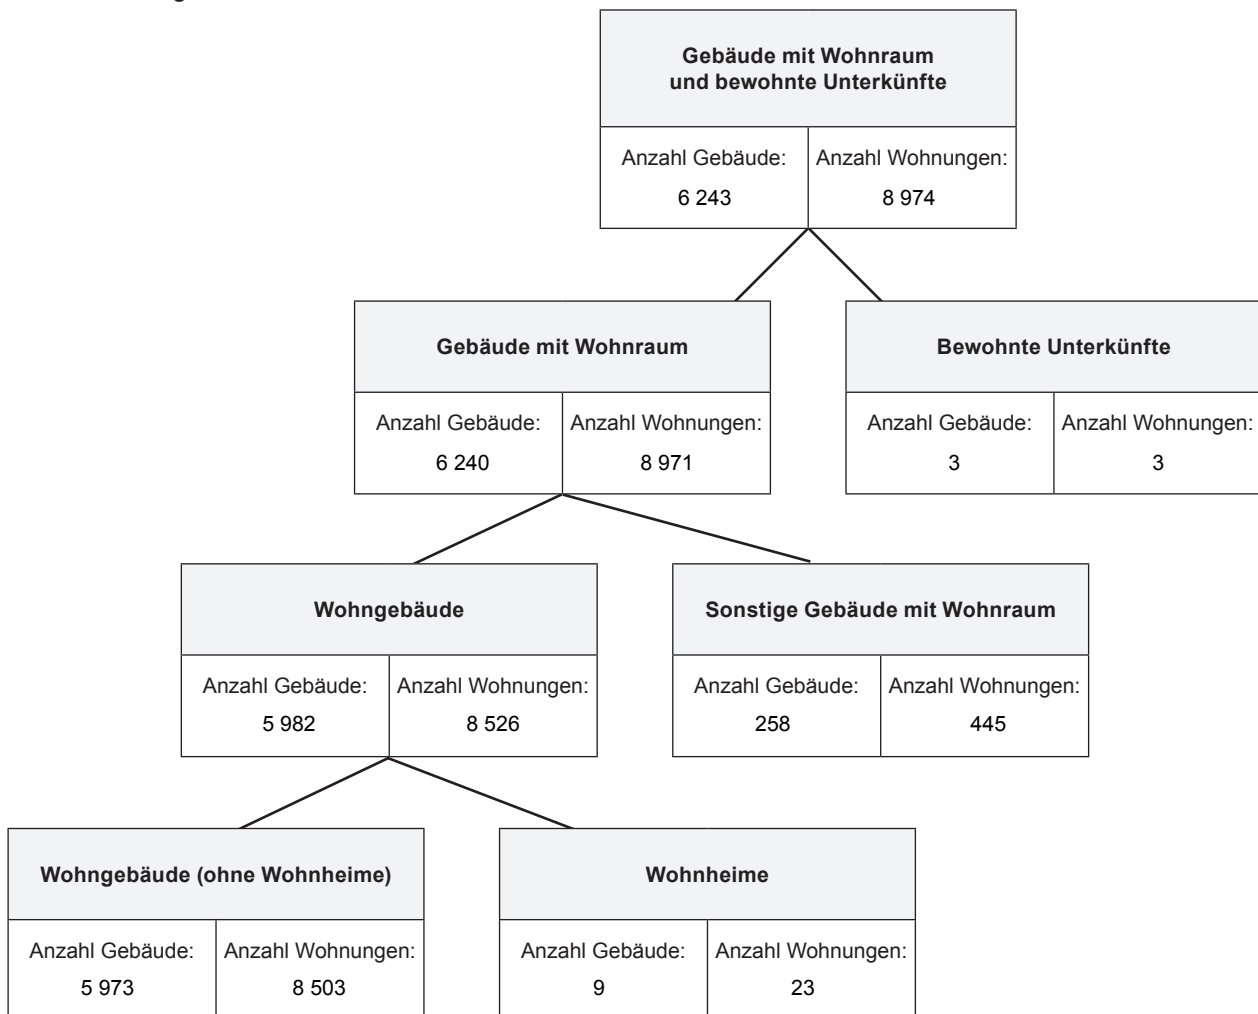 Gebäude mit Wohnraum
und bewohnte Unterkünfte
Anzahl Gebäude: Anzahl Wohnungen:
6 243 8 974
Gebäude mit Wohnraum Bewohnte Unterkünfte
Anzahl Gebäude: Anzahl Wohnungen: Anzahl Gebäude: Anzahl Wohnungen:
6 240 8 971 3 3
Wohngebäude Sonstige Gebäude mit Wohnraum
Anzahl Gebäude: Anzahl Wohnungen: Anzahl Gebäude: Anzahl Wohnungen:
5 982 8 526 258 445
Wohngebäude (ohne Wohnheime) Wohnheime
Anzahl Gebäude: Anzahl Wohnungen: Anzahl Gebäude: Anzahl Wohnungen:
5 973 8 503 9 23